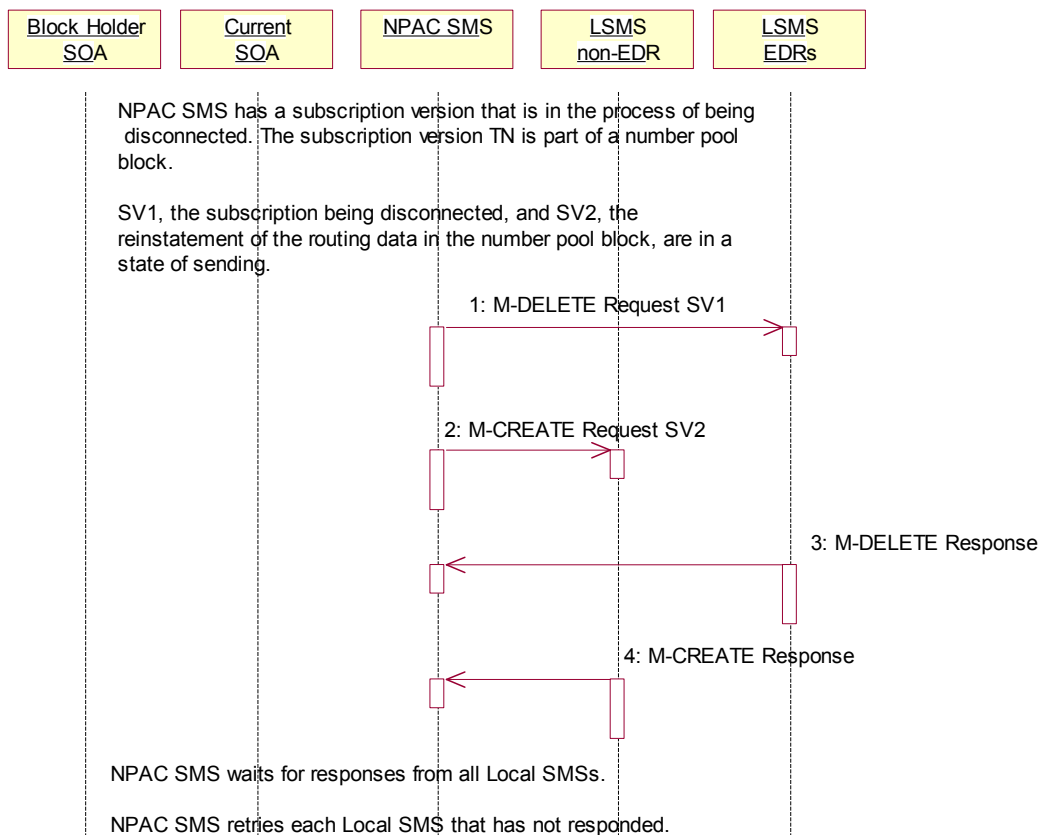 Block Holder
SOA
Current
SOA
NPAC SMS
LSMS
non-EDR
LSMS
EDRs
NPAC SMS has a subscription version that is in the process of being
disconnected. The subscription version TN is part of a number pool
block.
SV1, the subscription being disconnected, and SV2, the
reinstatement of the routing data in the number pool block, are in a
state of sending.
1: M-DELETE Request SV1
2: M-CREATE Request SV2
3: M-DELETE Response
4: M-CREATE Response
NPAC SMS waits for responses from all Local SMSs.
NPAC SMS retries each Local SMS that has not responded.